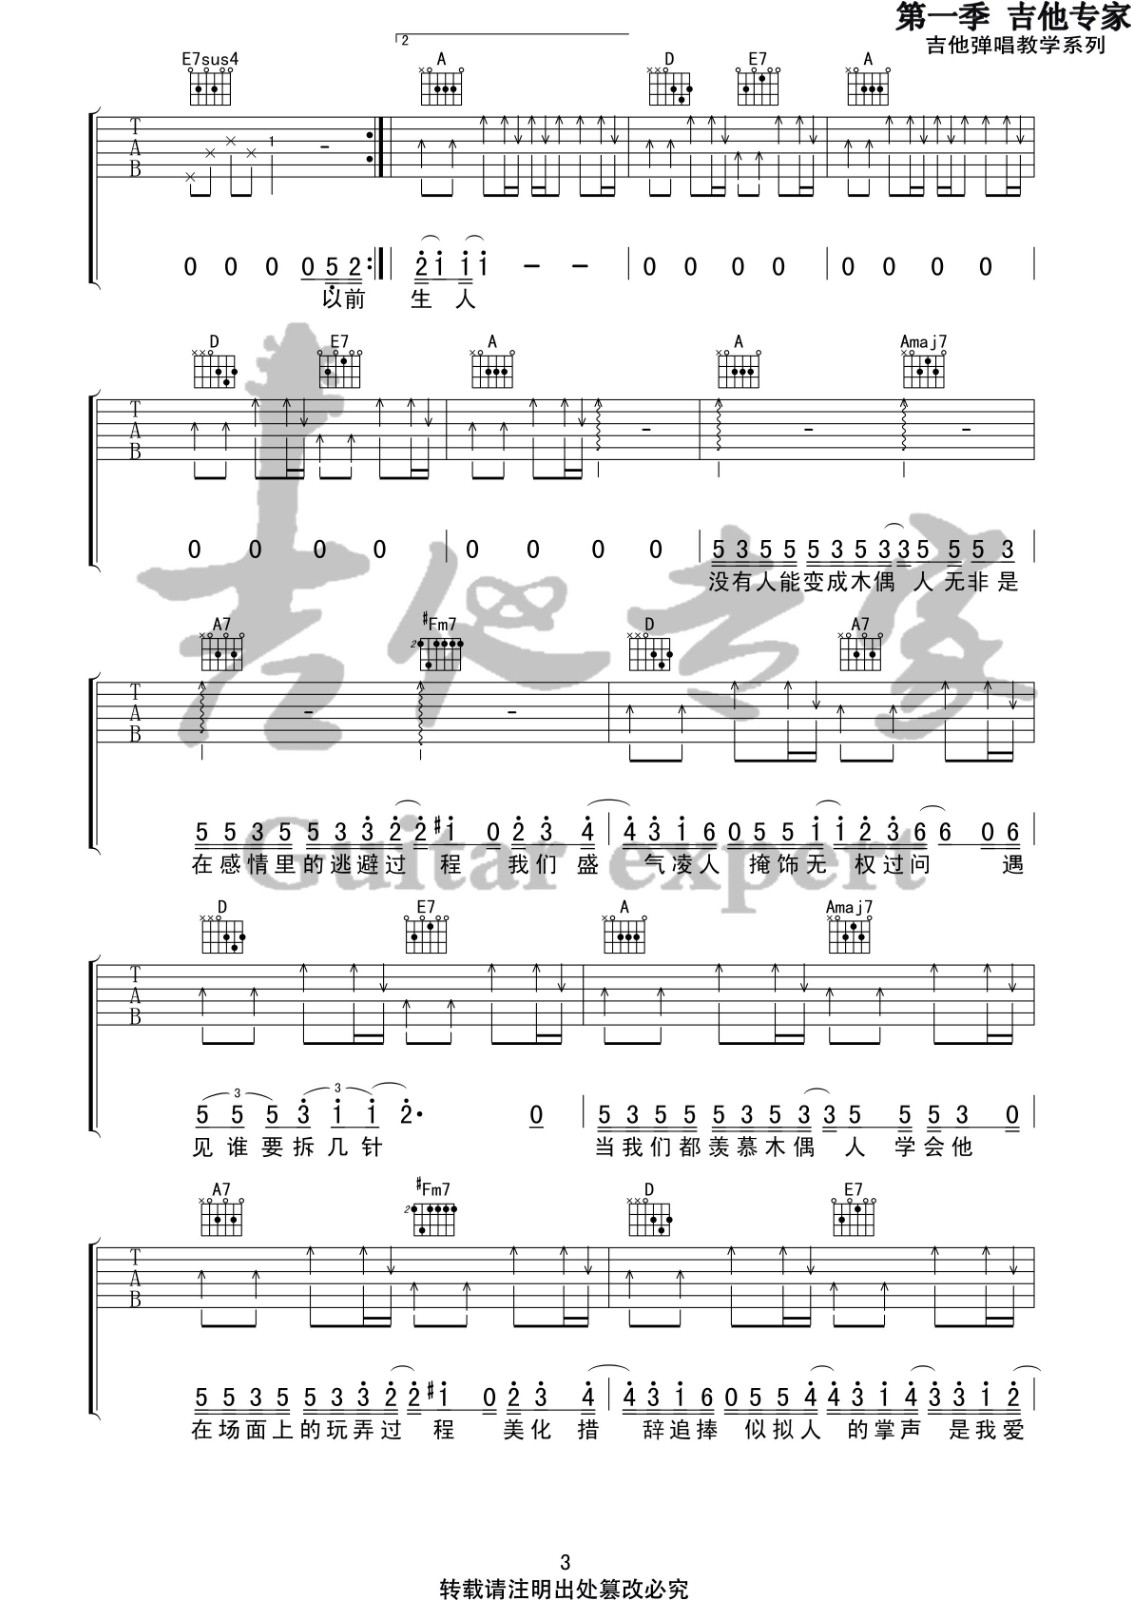 第一季 吉他专家
吉他弹唱教学系列
2
E7sus4 A D E7 A
T A B 1
0 0 0 0 5 2 : 2 1 1 1 - - 0 0 0 0 0 0 0 0
以前 生 人
D E7 A A Amaj7
T A B
0 0 0 0 0 0 0 0 5 3 5 5 5 3 5 3 3 5 5 5 3
没有人能变成木偶 人 无非是
A7 #Fm7 D A7
2
T A B
5 5 3 5 5 3 3 2 2 #1 0 2 3 4 4 3 1 6 0 5 5 1 1 2 3 6 6 0 6
在感情里的逃避过 程 我们 盛 气凌人 掩饰无 权过问 遇
D E7 A Amaj7
T A B
3 3
5 5 5 3 1 1 2· 0 5 3 5 5 5 3 5 3 3 5 5 5 3 0
见谁要拆几针 当我们都羡慕木偶 人 学会他
A7 #Fm7 D E7
2
T A B
5 5 3 5 5 3 3 2 2 #1 0 2 3 4 4 3 1 6 0 5 5 4 4 3 1 4 3 3 1 2
在场面上的玩弄过 程 美化 措 辞追捧 似拟人 的掌声 是我爱
吉他专家
Guitar expert
3
转载请注明出处篡改必究